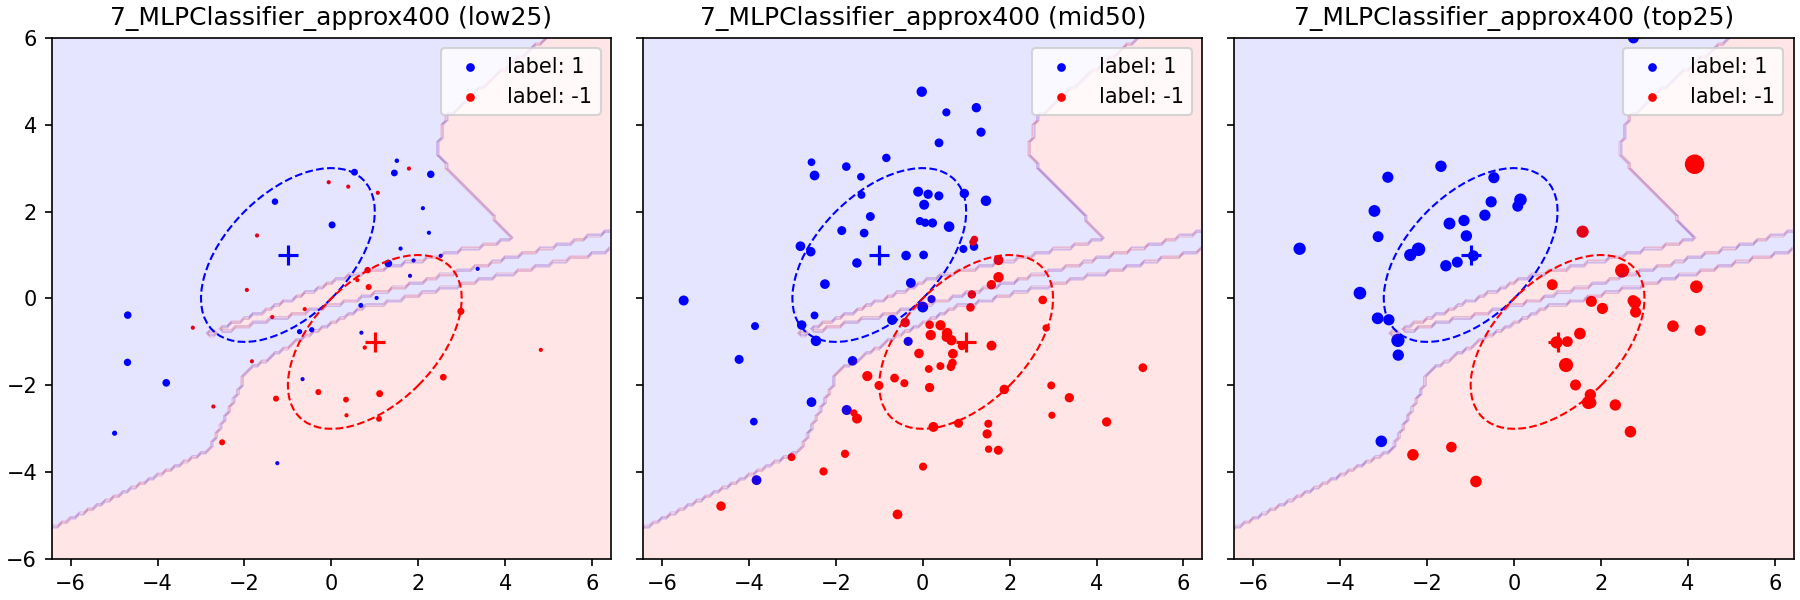 7_MLPClassifier_approx400 (low25)
7_MLPClassifier_approx400 (mid50)
7_MLPClassifier_approx400 (top25)
label: 1
label: -1
label: 1
label: -1
label: 1
label: -1
6
4
2
0
−2
−4
−6
−6 −4 −2 0 2 4 6
−6 −4 −2 0 2 4 6
−6 −4 −2 0 2 4 6